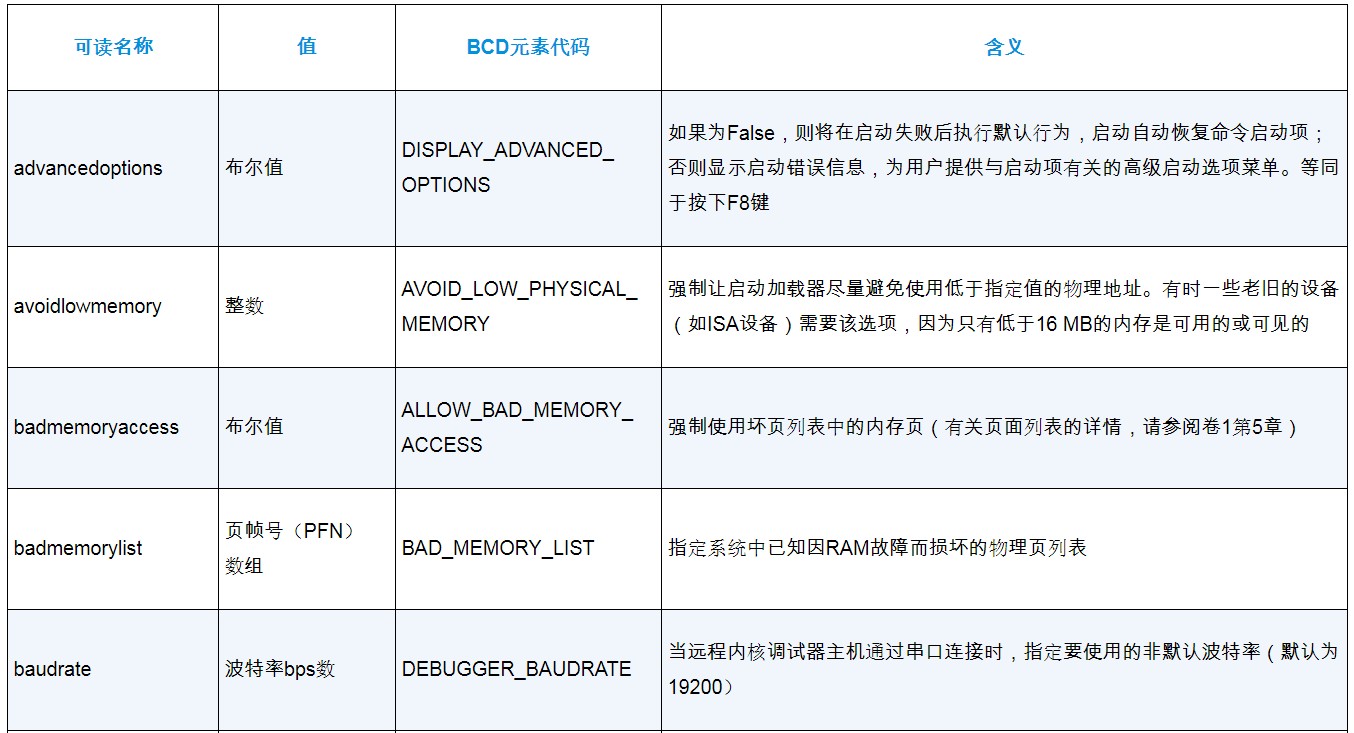 可读名称
值
BCD元素代码
含义
advancedoptions
布尔值
DISPLAY_ADVANCED_
OPTIONS
如果为False，则将在启动失败后执行默认行为，启动自动恢复命令启动项；
否则显示启动错误信息，为用户提供与启动项有关的高级启动选项菜单。等同
于按下F8键
avoidlowmemory
整数
AVOID_LOW_PHYSICAL_
MEMORY
强制让启动加载器尽量避免使用低于指定值的物理地址。有时一些老旧的设备
（如ISA设备）需要该选项，因为只有低于16 MB的内存是可用的或可见的
badmemoryaccess
布尔值
ALLOW_BAD_MEMORY_
ACCESS
强制使用坏页列表中的内存页（有关页面列表的详情，请参阅卷1第5章）
badmemorylist
页帧号（PFN）
数组
BAD_MEMORY_LIST
指定系统中已知因RAM故障而损坏的物理页列表
baudrate
波特率bps数
DEBUGGER_BAUDRATE
当远程内核调试器主机通过串口连接时，指定要使用的非默认波特率（默认为
19200）